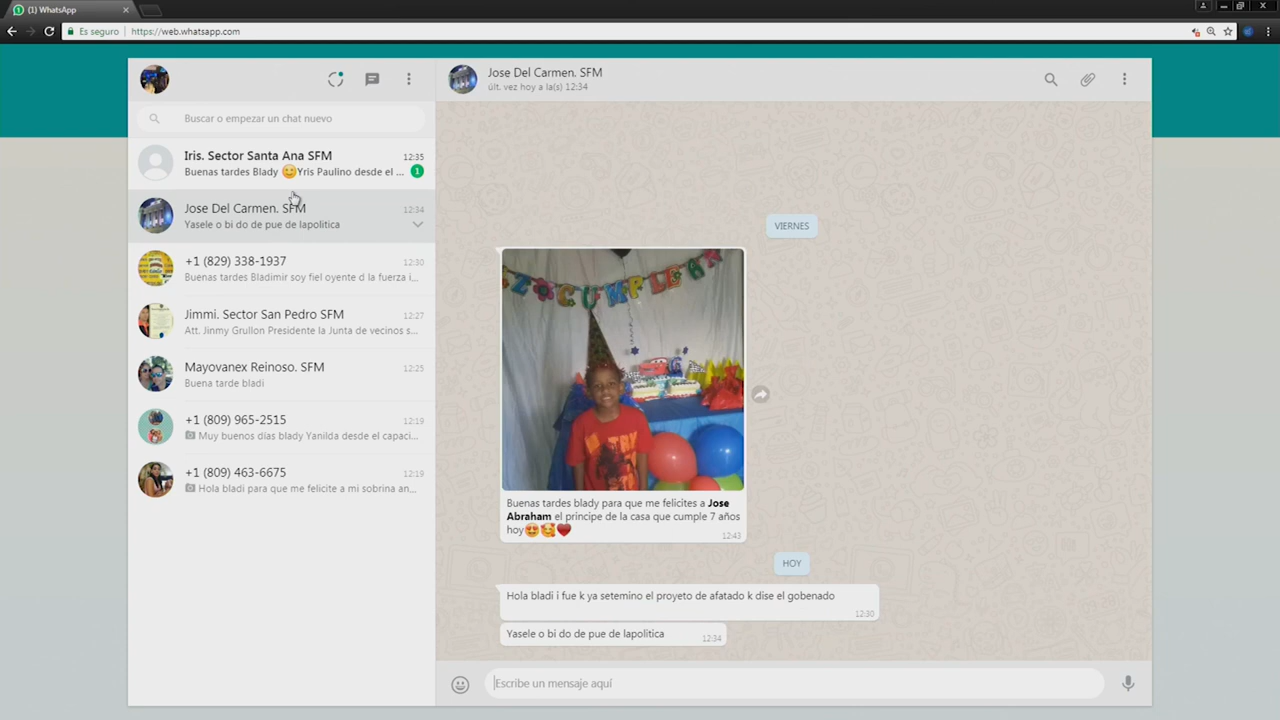 (1) WhatsApp
Es seguro
https://web.whatsapp.com
Jose Del Carmen. SFM
últ. vez hoy a la(s) 12:34
Buscar o empezar un chat nuevo
Iris. Sector Santa Ana SFM
12:35
Buenas tardes Blady 😊Yris Paulino desde el ...
1
Jose Del Carmen. SFM
12:34
Yasele o bi do de pue de lapolitica
+1 (829) 338-1937
12:30
Buenas tardes Bladimir soy fiel oyente d la fuerza i...
Jimmi. Sector San Pedro SFM
12:27
Att. Jinmy Grullon Presidente la Junta de vecinos s...
Mayovanex Reinoso. SFM
12:25
Buena tarde bladi
+1 (809) 965-2515
12:19
Muy buenos días blady Yanilda desde el capaci...
+1 (809) 463-6675
12:19
Hola bladi para que me felicite a mi sobrina an...
VIERNES
Buenas tardes blady para que me felicites a Jose
Abraham el principe de la casa que cumple 7 años
hoy😍🥰❤️
12:43
HOY
Hola bladi i fue k ya setemino el proyeto de afatado k dise el gobenado
12:30
Yasele o bi do de pue de lapolitica
12:34
Escribe un mensaje aquí